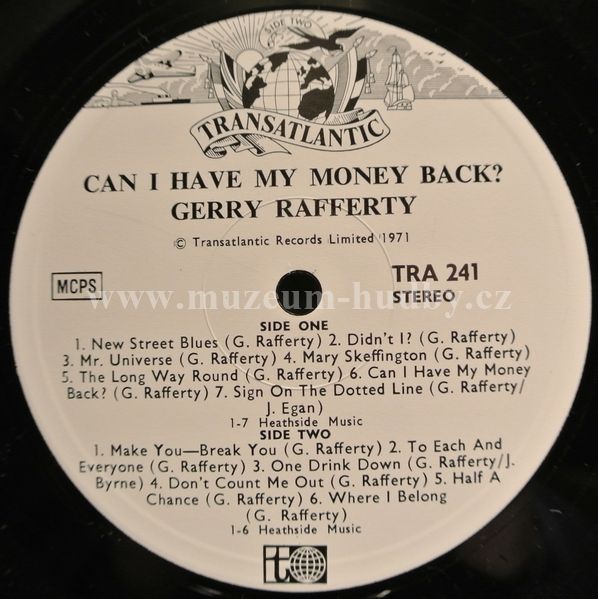 SIDE TWO
TRANSATLANTIC
CAN I HAVE MY MONEY BACK?
GERRY RAFFERTY
© Transatlantic Records Limited 1971
MCPS
TRA 241
STEREO
www.muzeum-hudby.cz
SIDE ONE
1. New Street Blues (G. Rafferty) 2. Didn't I? (G. Rafferty)
3. Mr. Universe (G. Rafferty) 4. Mary Skeffington (G. Rafferty)
5. The Long Way Round (G. Rafferty) 6. Can I Have My Money
Back? (G. Rafferty) 7. Sign On The Dotted Line (G. Rafferty/
J. Egan)
1-7 Heathside Music
SIDE TWO
1. Make You—Break You (G. Rafferty) 2. To Each And
Everyone (G. Rafferty) 3. One Drink Down (G. Rafferty/J.
Byrne) 4. Don't Count Me Out (G. Rafferty) 5. Half A
Chance (G. Rafferty) 6. Where I Belong
(G. Rafferty)
1-6 Heathside Music
t